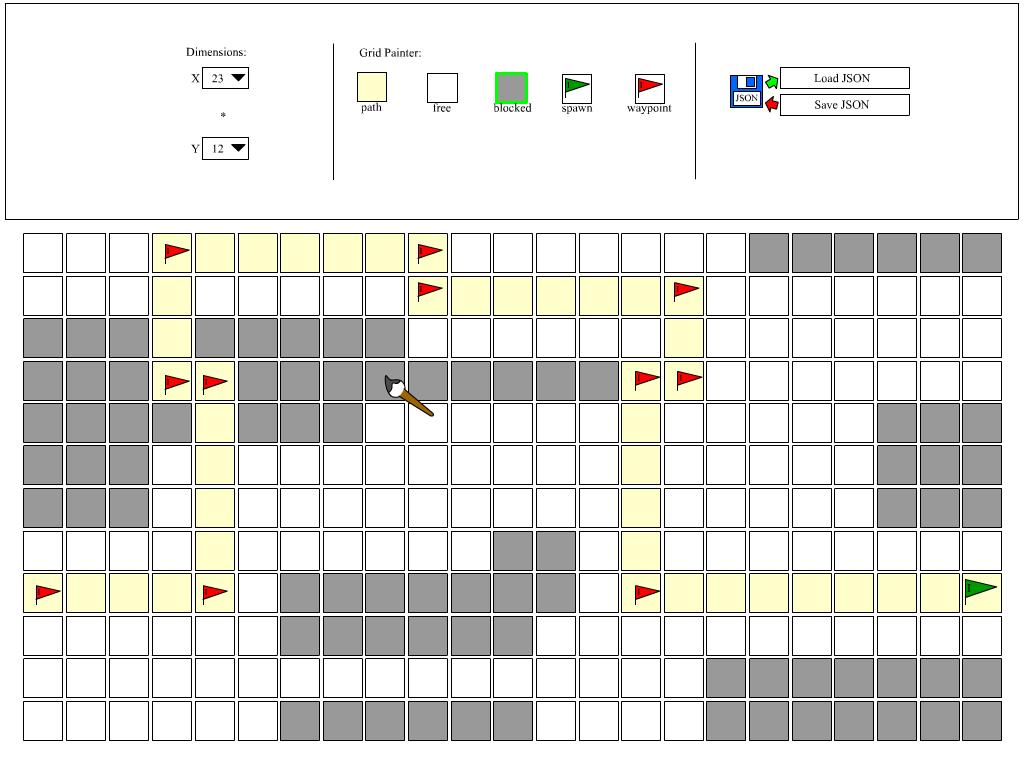 Dimensions:
X 23
*
Y 12
Grid Painter:
path
free
blocked
spawn
waypoint
JSON
Load JSON
Save JSON